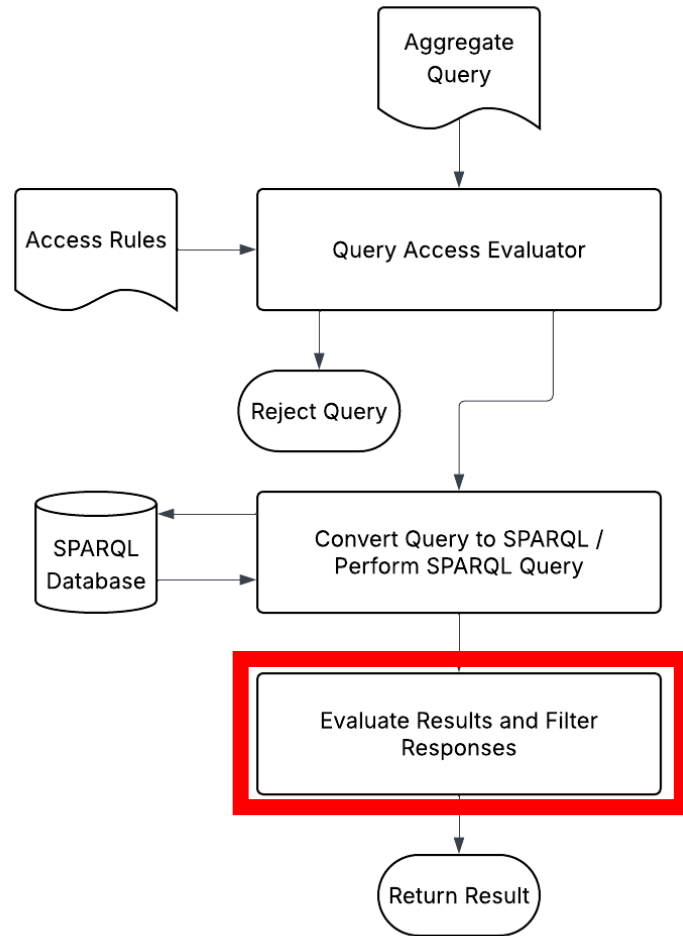 Aggregate
Query
Access Rules
Query Access Evaluator
Reject Query
SPARQL
Database
Convert Query to SPARQL /
Perform SPARQL Query
Evaluate Results and Filter
Responses
Return Result